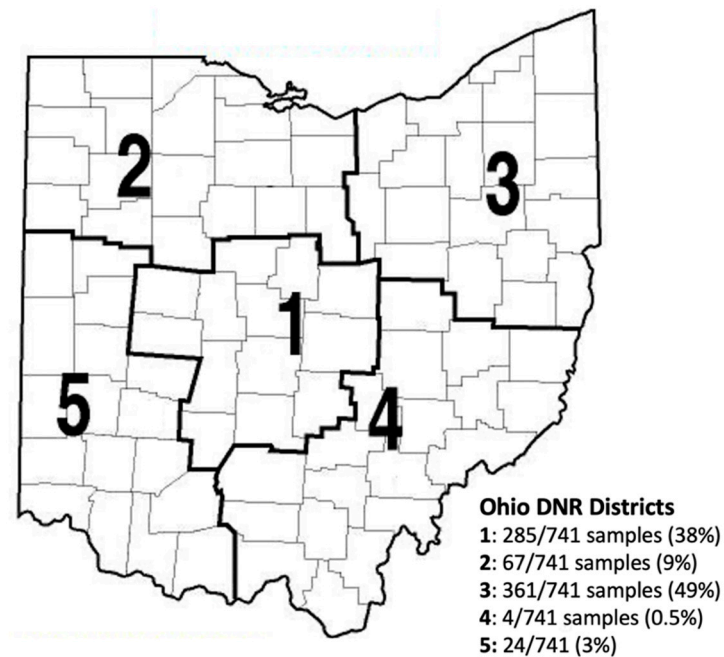 2
3
1
5
4
Ohio DNR Districts
1: 285/741 samples (38%)
2: 67/741 samples (9%)
3: 361/741 samples (49%)
4: 4/741 samples (0.5%)
5: 24/741 (3%)